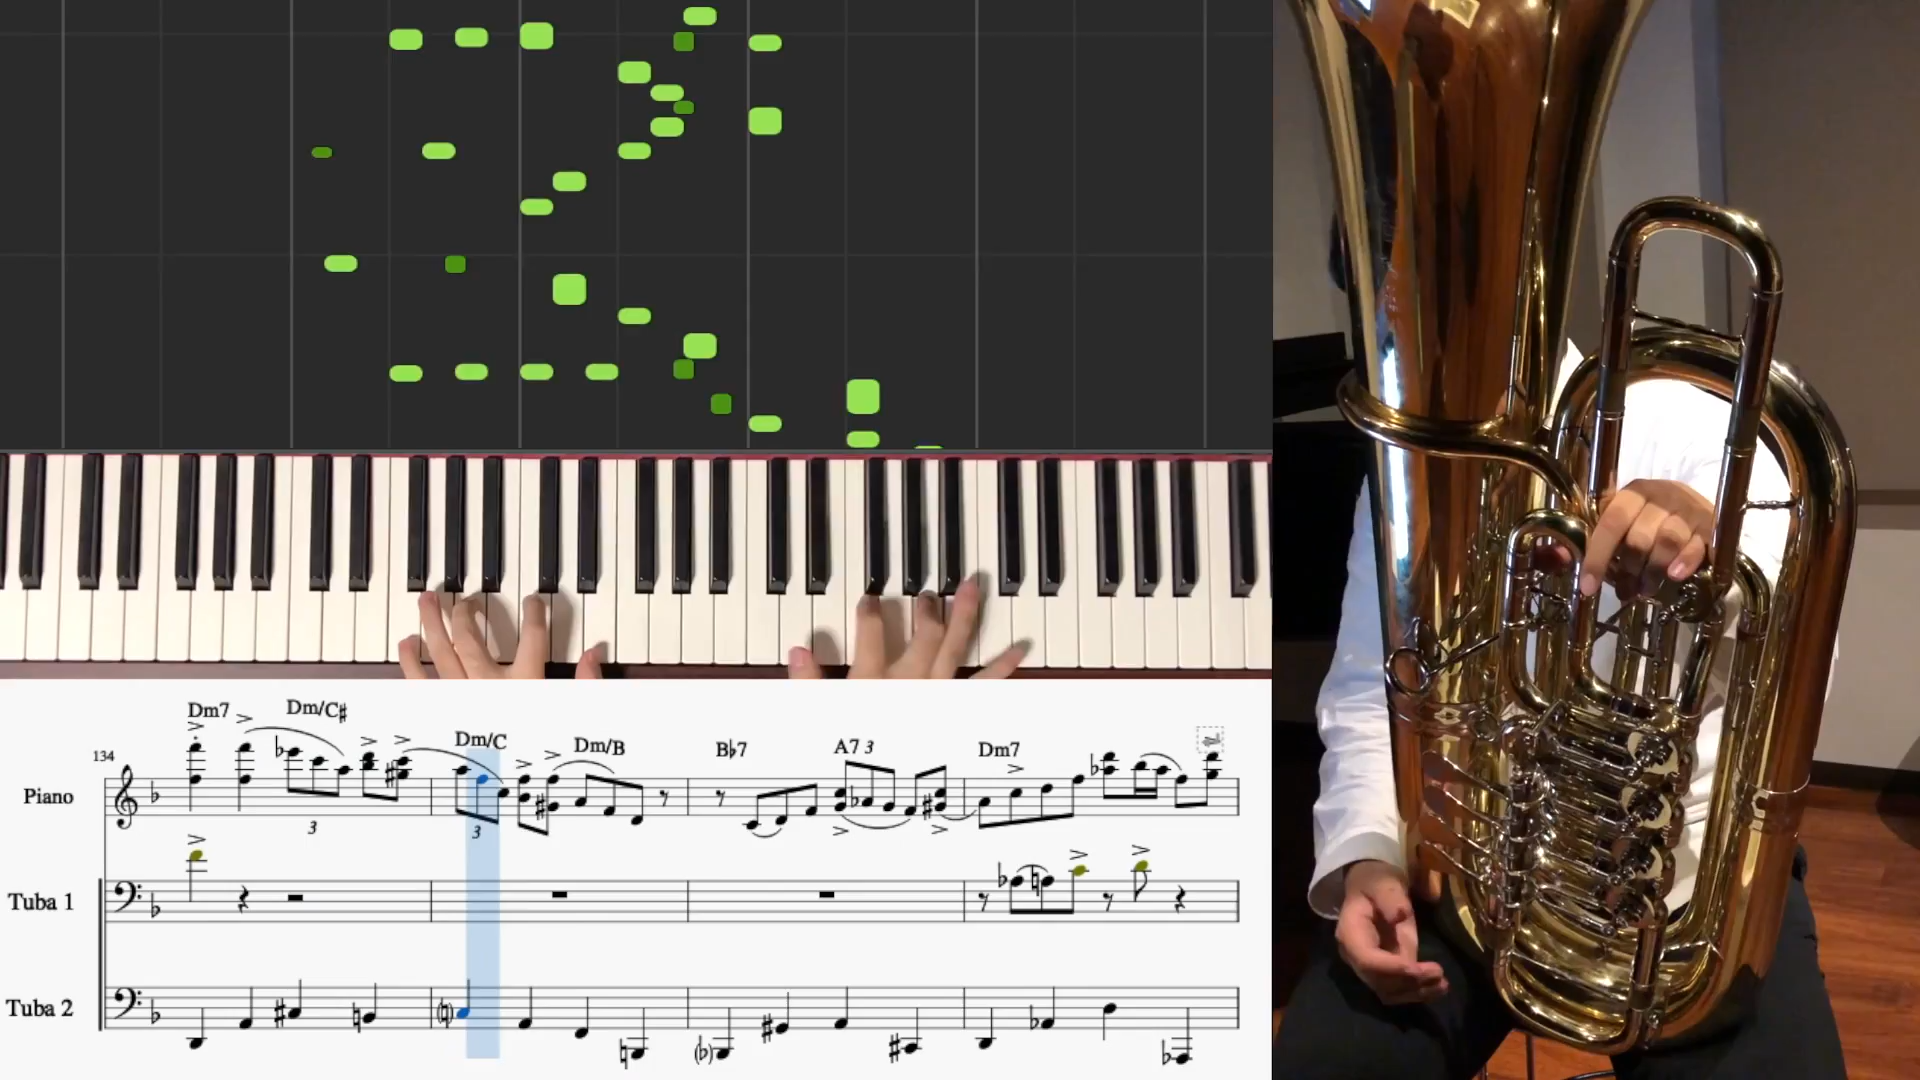 Dm7 Dm/C♯ Dm/C Dm/B B♭7 A7 3 Dm7
134
Piano
3 3
Tuba 1
Tuba 2